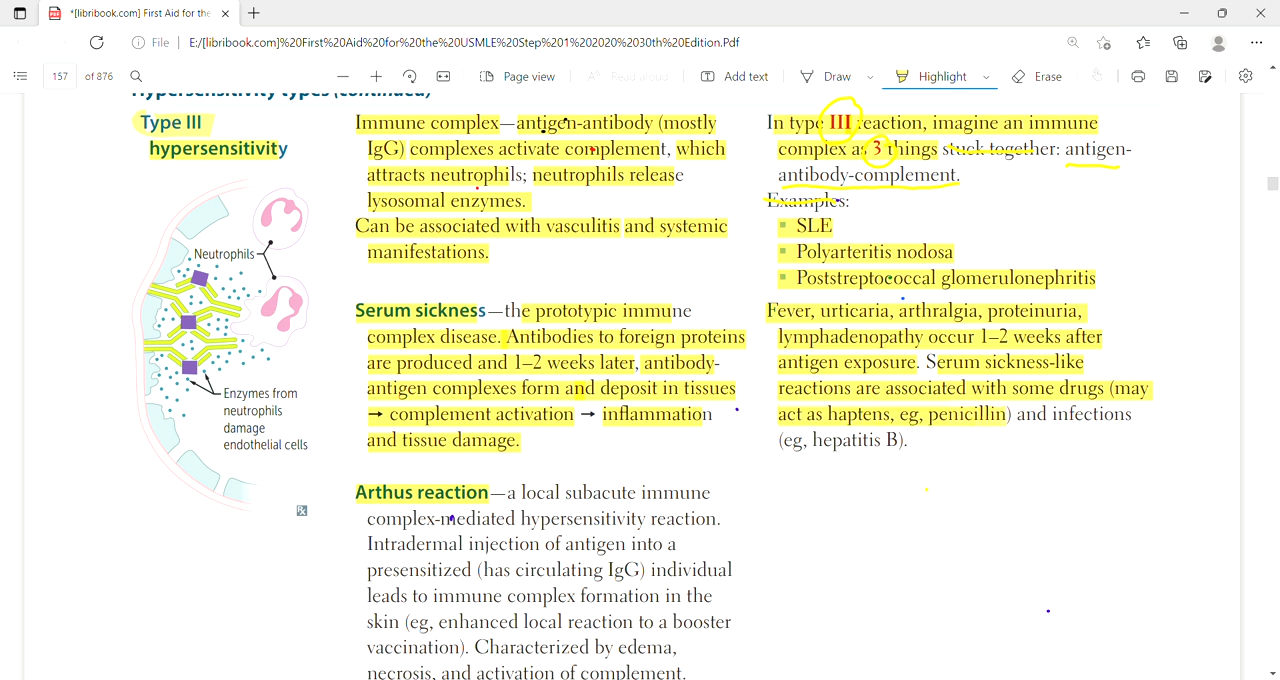 *[libribook.com] First Aid for the
File
E:/[libribook.com]%20First%20Aid%20for%20the%20USMLE%20Step%201%202020%2030th%20Edition.Pdf
157 of 876
Page view
Read aloud
Add text
Draw
Highlight
Erase
Hypersensitivity types (continued)
Type III
hypersensitivity
Neutrophils
Enzymes from
neutrophils
damage
endothelial cells
Rx
Immune complex—antigen-antibody (mostly
IgG) complexes activate complement, which
attracts neutrophils; neutrophils release
lysosomal enzymes.
Can be associated with vasculitis and systemic
manifestations.
In type III reaction, imagine an immune
complex as 3 things stuck together: antigen-
antibody-complement.
Examples:
SLE
Polyarteritis nodosa
Poststreptococcal glomerulonephritis
Serum sickness—the prototypic immune
complex disease. Antibodies to foreign proteins
are produced and 1–2 weeks later, antibody-
antigen complexes form and deposit in tissues
→ complement activation → inflammation
and tissue damage.
Fever, urticaria, arthralgia, proteinuria,
lymphadenopathy occur 1–2 weeks after
antigen exposure. Serum sickness-like
reactions are associated with some drugs (may
act as haptens, eg, penicillin) and infections
(eg, hepatitis B).
Arthus reaction—a local subacute immune
complex-mediated hypersensitivity reaction.
Intradermal injection of antigen into a
presensitized (has circulating IgG) individual
leads to immune complex formation in the
skin (eg, enhanced local reaction to a booster
vaccination). Characterized by edema,
necrosis, and activation of complement.